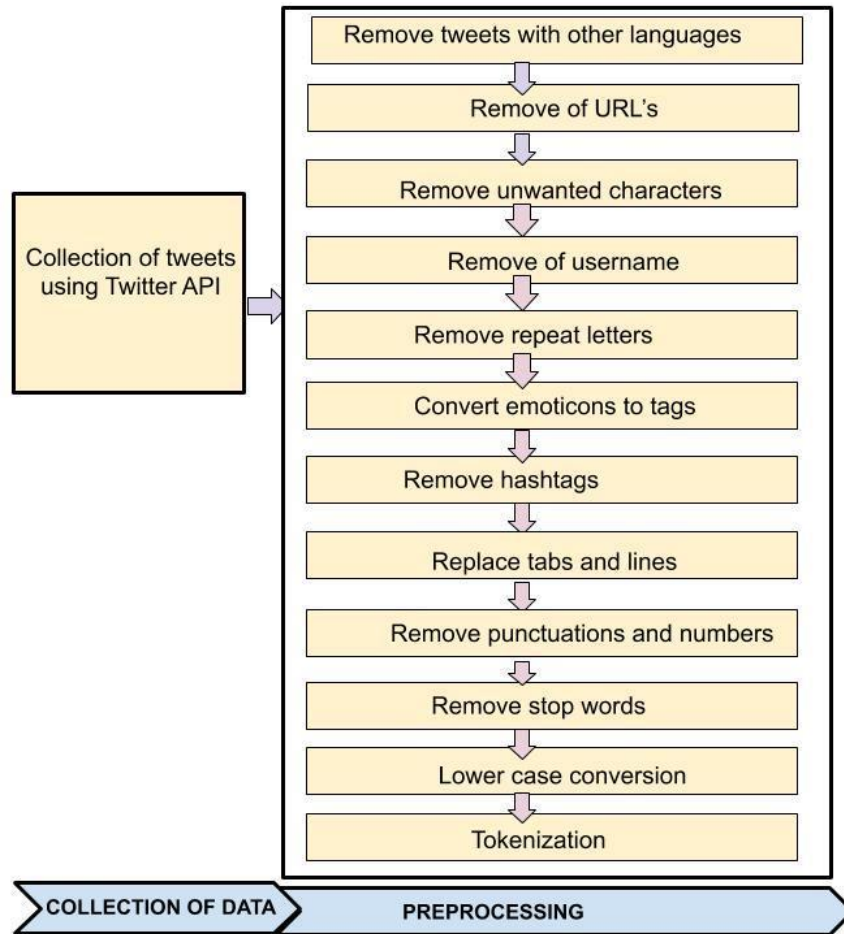 Remove tweets with other languages
Remove of URL's
Remove unwanted characters
Collection of tweets
using Twitter API
Remove of username
Remove repeat letters
Convert emoticons to tags
Remove hashtags
Replace tabs and lines
Remove punctuations and numbers
Remove stop words
Lower case conversion
Tokenization
COLLECTION OF DATA
PREPROCESSING